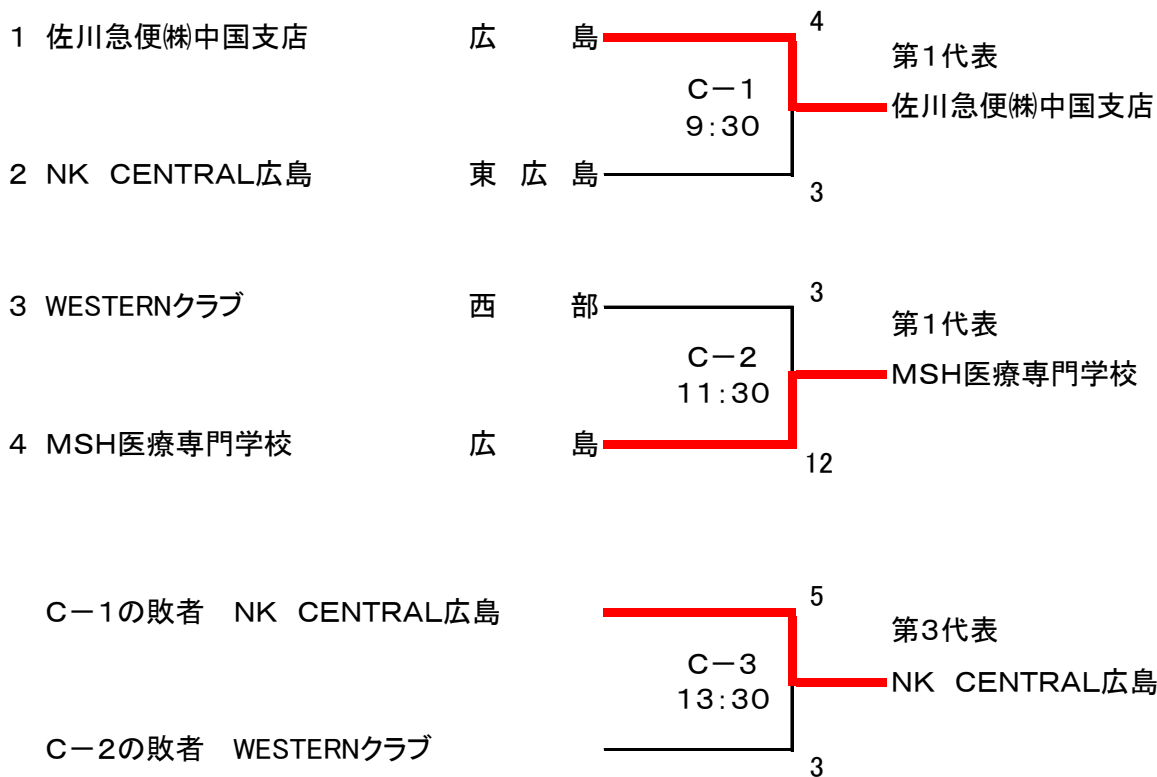 1 佐川急便㈱中国支店 広 島 4
第1代表
C－1
佐川急便㈱中国支店
9:30
2 NK CENTRAL広島 東 広 島
3
3 WESTERNクラブ 西 部 3
第1代表
C－2
MSH医療専門学校
11:30
4 MSH医療専門学校 広 島
12
C－1の敗者 NK CENTRAL広島 5
第3代表
C－3
NK CENTRAL広島
13:30
C－2の敗者 WESTERNクラブ
3